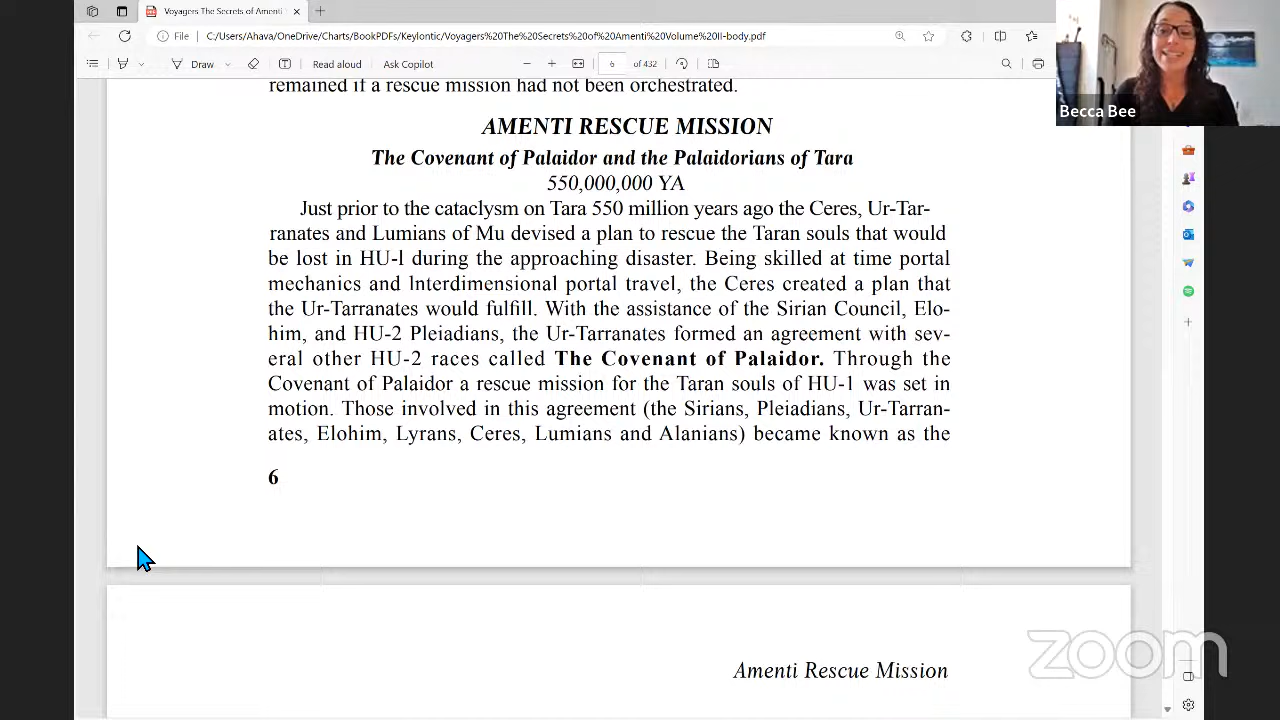 Voyagers The Secrets of Amenti
File
C:/Users/Ahava/OneDrive/Charts/BookPDFs/Keylontic/Voyagers%20The%20Secrets%20of%20Amenti%20Volume%20II-body.pdf
Draw
Read aloud
Ask Copilot
6
of 432
Becca Bee
remained if a rescue mission had not been orchestrated.
AMENTI RESCUE MISSION
The Covenant of Palaidor and the Palaidorians of Tara
550,000,000 YA
Just prior to the cataclysm on Tara 550 million years ago the Ceres, Ur-Tar-
ranates and Lumians of Mu devised a plan to rescue the Taran souls that would
be lost in HU-l during the approaching disaster. Being skilled at time portal
mechanics and lnterdimensional portal travel, the Ceres created a plan that
the Ur-Tarranates would fulfill. With the assistance of the Sirian Council, Elo-
him, and HU-2 Pleiadians, the Ur-Tarranates formed an agreement with sev-
eral other HU-2 races called The Covenant of Palaidor. Through the
Covenant of Palaidor a rescue mission for the Taran souls of HU-1 was set in
motion. Those involved in this agreement (the Sirians, Pleiadians, Ur-Tarran-
ates, Elohim, Lyrans, Ceres, Lumians and Alanians) became known as the
6
Amenti Rescue Mission
zoom